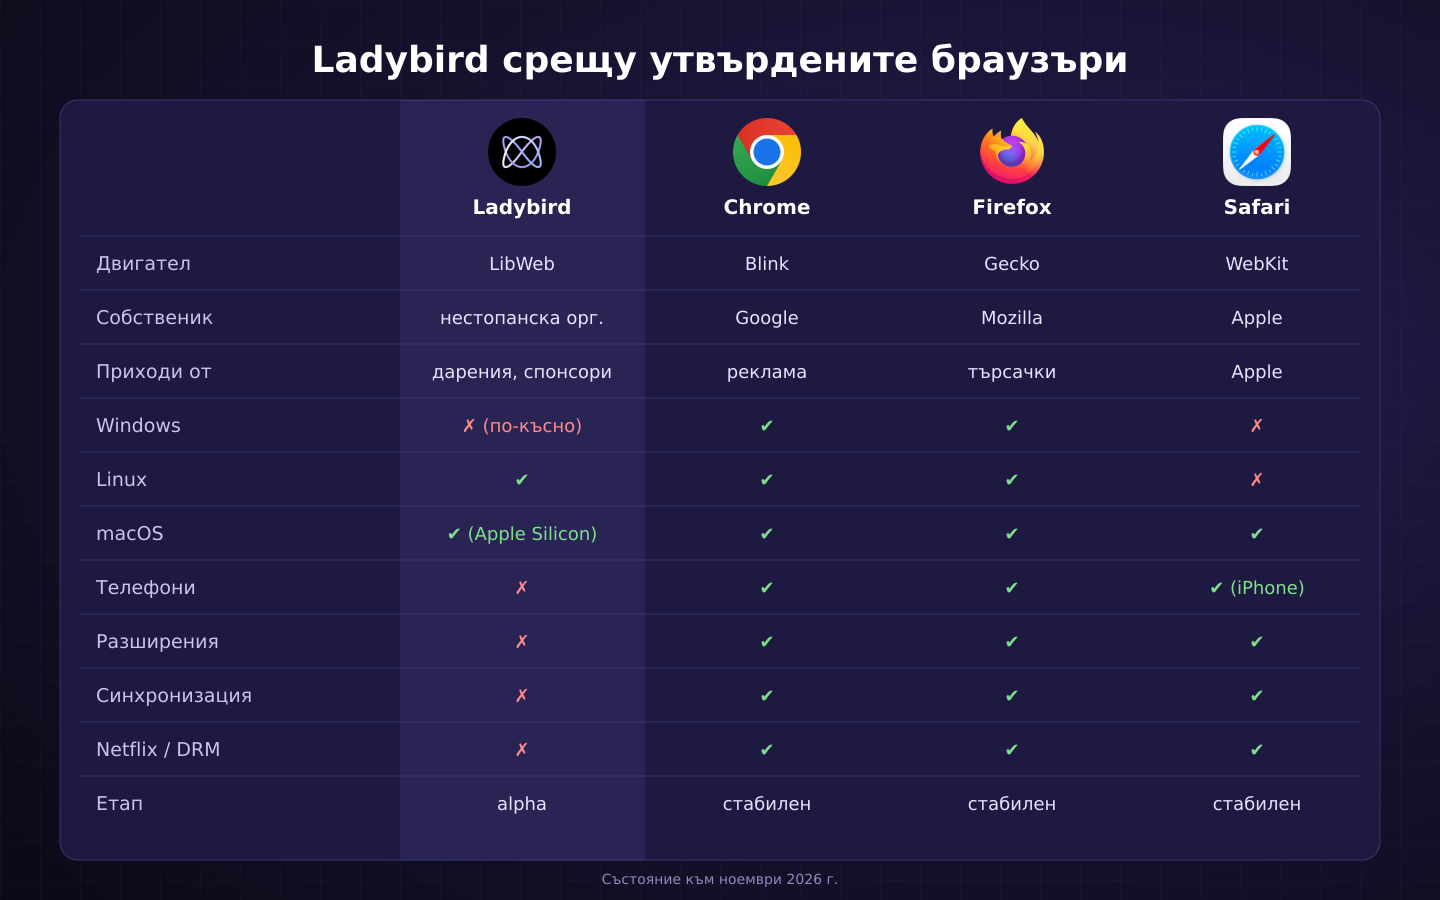 Ladybird срещу утвърдените браузъри
Ladybird Chrome Firefox Safari
Двигател LibWeb Blink Gecko WebKit
Собственик нестопанска орг. Google Mozilla Apple
Приходи от дарения, спонсори реклама търсачки Apple
Windows ✗ (по-късно) ✔ ✔ ✗
Linux ✔ ✔ ✔ ✗
macOS ✔ (Apple Silicon) ✔ ✔ ✔
Телефони ✗ ✔ ✔ ✔ (iPhone)
Разширения ✗ ✔ ✔ ✔
Синхронизация ✗ ✔ ✔ ✔
Netflix / DRM ✗ ✔ ✔ ✔
Етап alpha стабилен стабилен стабилен
Състояние към ноември 2026 г.